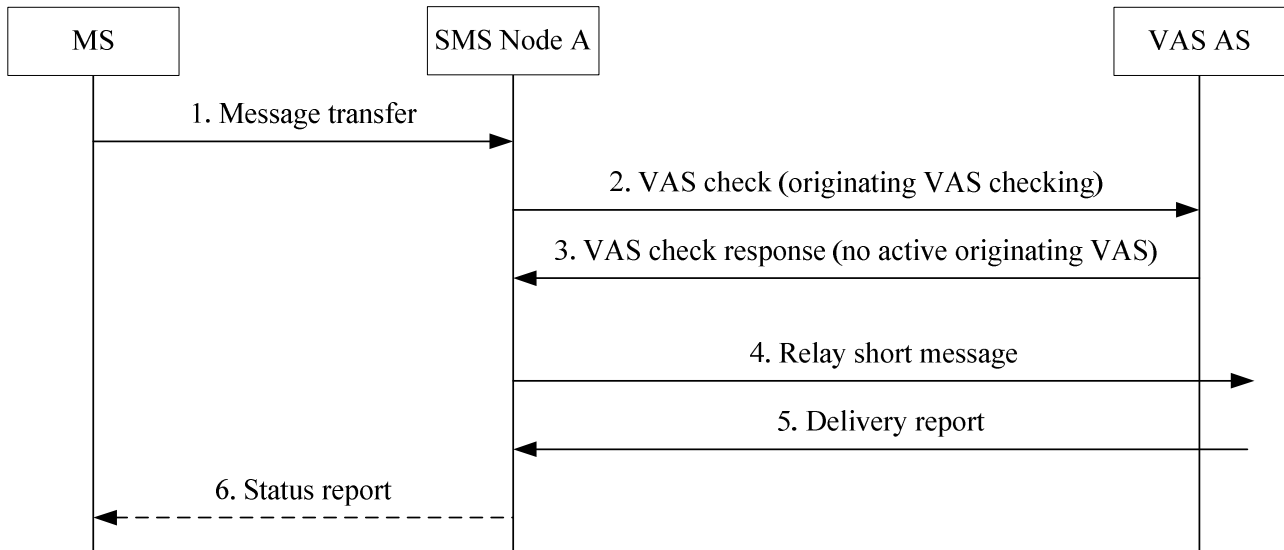 MS
SMS Node A
VAS AS
1. Message transfer
2. VAS check (originating VAS checking)
3. VAS check response (no active originating VAS)
4. Relay short message
5. Delivery report
6. Status report